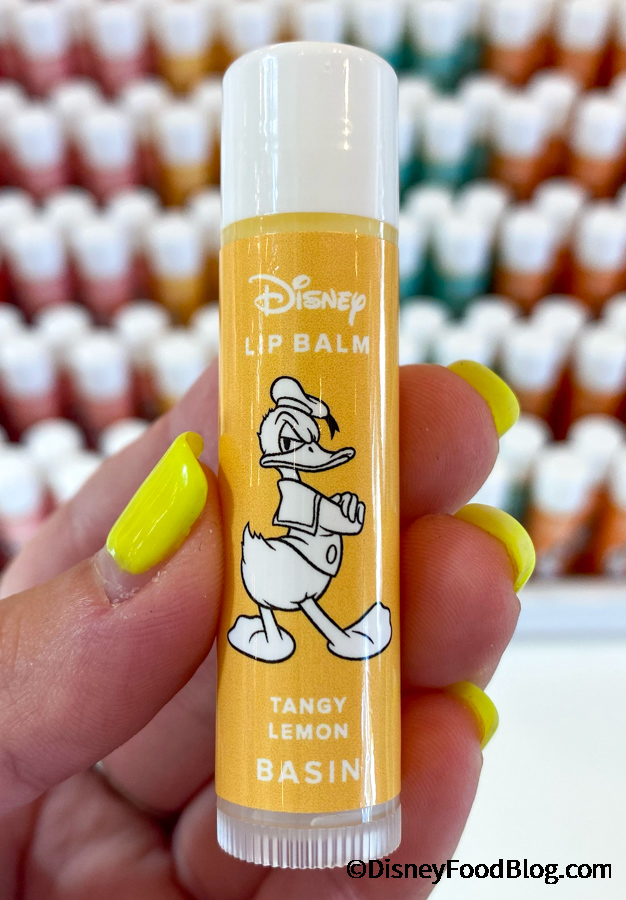 Disney
LIP BALM
TANGY
LEMON
BASIN
©DisneyFoodBlog.com